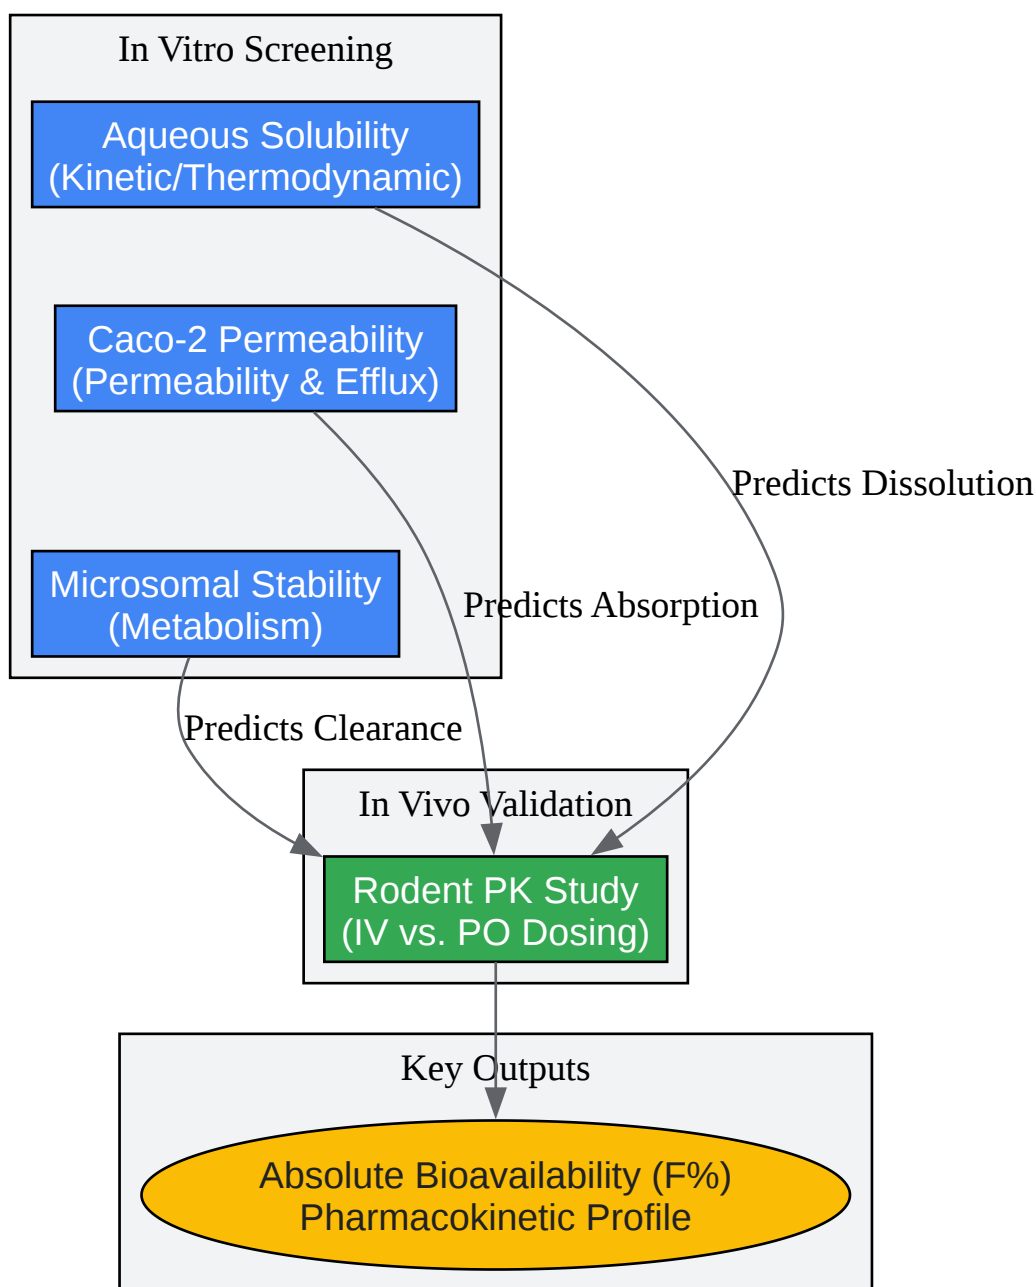 In Vitro Screening
Aqueous Solubility
(Kinetic/Thermodynamic)
Caco-2 Permeability
(Permeability & Efflux)
Predicts Dissolution
Microsomal Stability
(Metabolism)
Predicts Absorption
Predicts Clearance
In Vivo Validation
Rodent PK Study
(IV vs. PO Dosing)
Key Outputs
Absolute Bioavailability (F%)
Pharmacokinetic Profile